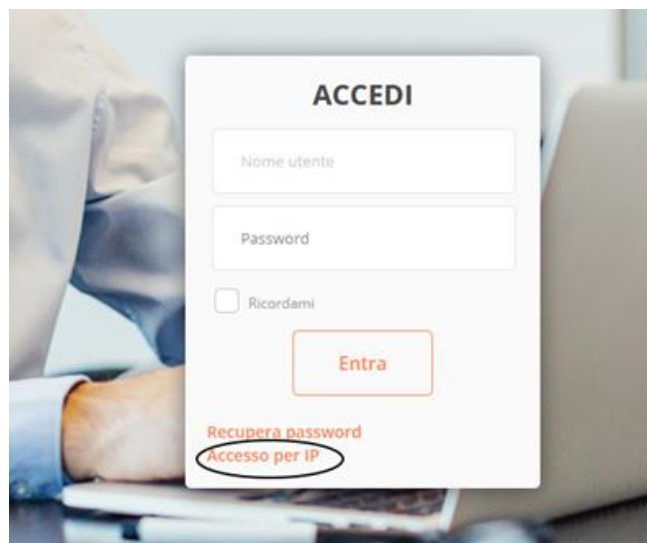 ACCEDI
Nome utente
Password
Ricordami
Entra
Recupera password
Accesso per IP